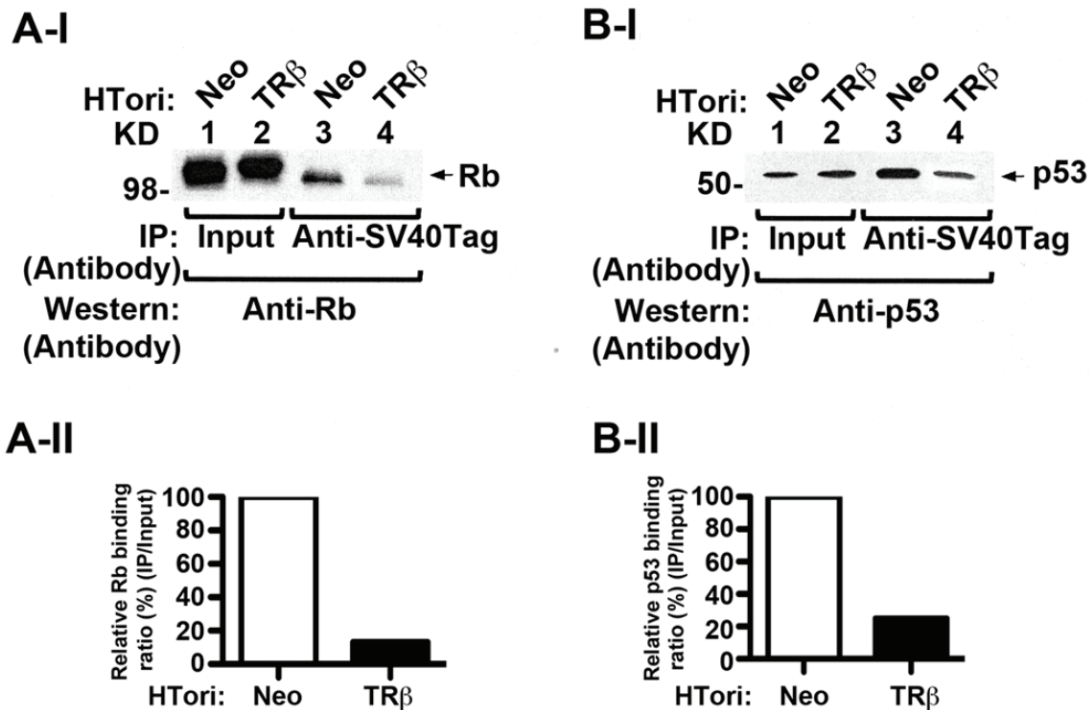 A-I
HTori: Neo TRβ Neo TRβ
KD 1 2 3 4
98-
Rb
IP: Input Anti-SV40Tag
(Antibody)
Western: Anti-Rb
(Antibody)
B-I
HTori: Neo TRβ Neo TRβ
KD 1 2 3 4
50-
p53
IP: Input Anti-SV40Tag
(Antibody)
Western: Anti-p53
(Antibody)
A-II
Relative Rb binding
ratio (%) (IP/Input)
100
80
60
40
20
0
HTori: Neo TRβ
B-II
Relative p53 binding
ratio (%) (IP/Input)
100
80
60
40
20
0
HTori: Neo TRβ